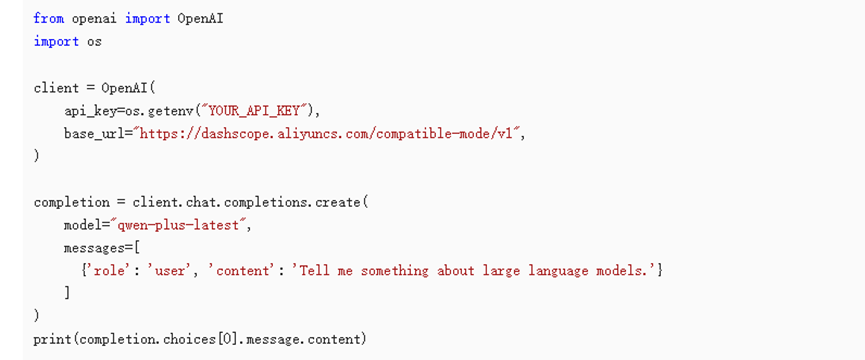 from openai import OpenAI
import os
client = OpenAI(
api_key=os.getenv("YOUR_API_KEY"),
base_url="https://dashscope.aliyuncs.com/compatible-mode/v1",
)
completion = client.chat.completions.create(
model="qwen-plus-latest",
messages=[
{'role': 'user', 'content': 'Tell me something about large language models.'}
]
)
print(completion.choices[0].message.content)